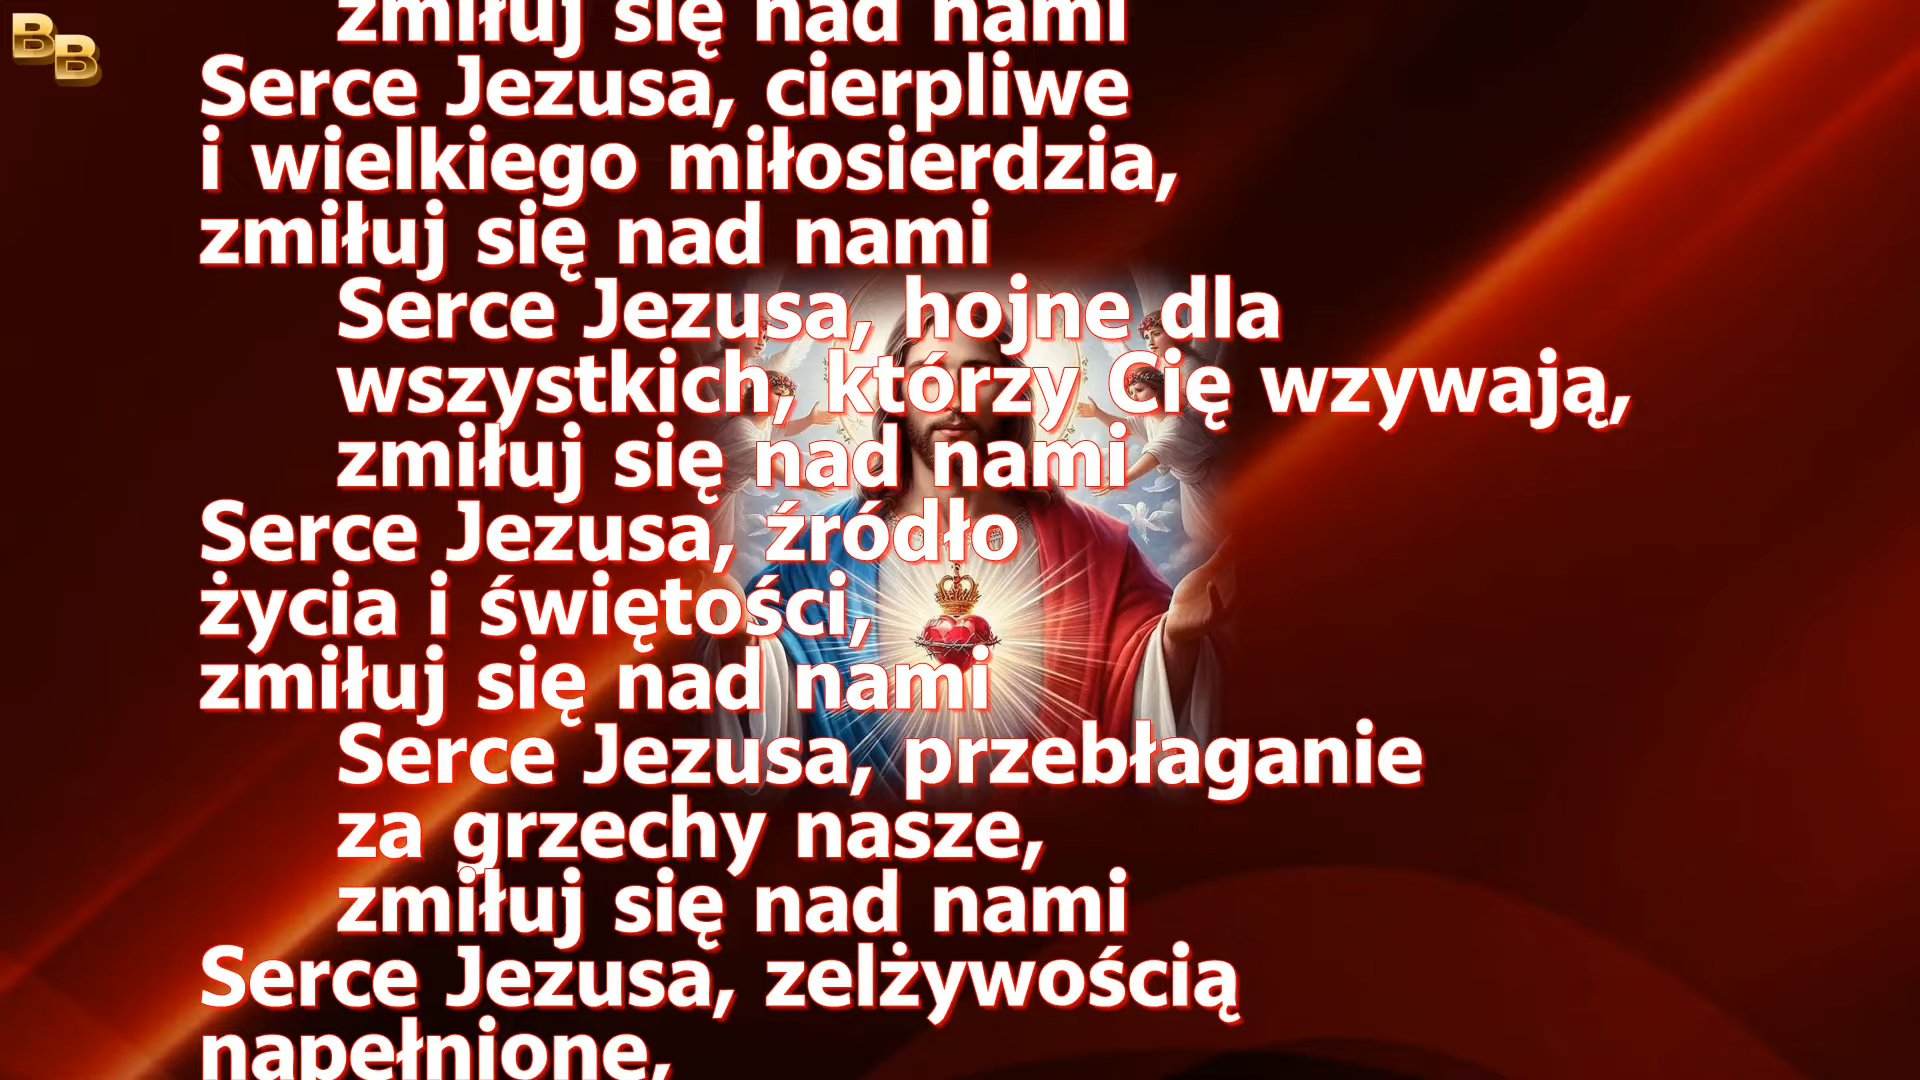 BB
zmiłuj się nad nami
Serce Jezusa, cierpliwe
i wielkiego miłosierdzia,
zmiłuj się nad nami
Serce Jezusa, hojne dla
wszystkich, którzy Cię wzywają,
zmiłuj się nad nami
Serce Jezusa, źródło
życia i świętości,
zmiłuj się nad nami
Serce Jezusa, przebłaganie
za grzechy nasze,
zmiłuj się nad nami
Serce Jezusa, zelżywością
napełnione,